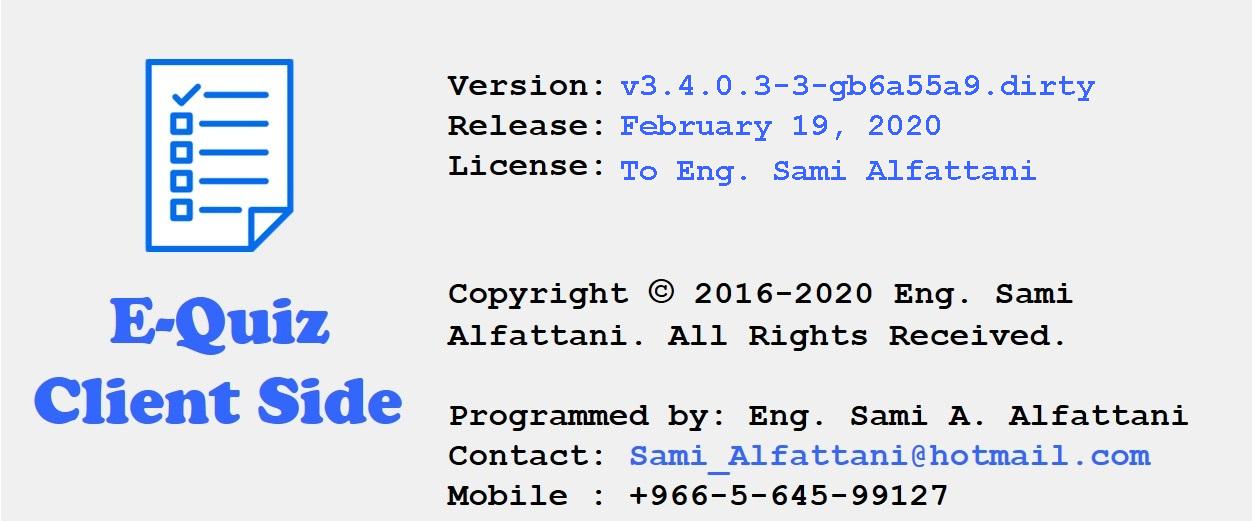 E-Quiz
Client Side
Version: v3.4.0.3-3-gb6a55a9.dirty
Release: February 19, 2020
License: To Eng. Sami Alfattani
Copyright © 2016-2020 Eng. Sami
Alfattani. All Rights Received.
Programmed by: Eng. Sami A. Alfattani
Contact: Sami_Alfattani@hotmail.com
Mobile : +966-5-645-99127